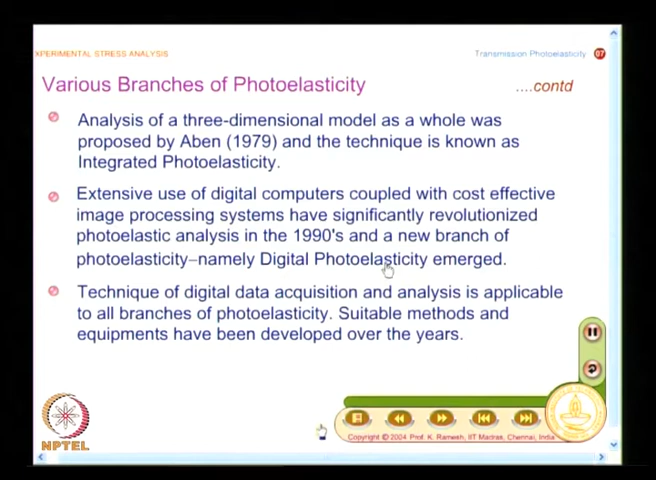 XPERIMENTAL STRESS ANALYSIS
Transmission Photoelasticity 07
Various Branches of Photoelasticity
....contd
Analysis of a three-dimensional model as a whole was
proposed by Aben (1979) and the technique is known as
Integrated Photoelasticity.
Extensive use of digital computers coupled with cost effective
image processing systems have significantly revolutionized
photoelastic analysis in the 1990's and a new branch of
photoelasticity–namely Digital Photoelasticity emerged.
Technique of digital data acquisition and analysis is applicable
to all branches of photoelasticity. Suitable methods and
equipments have been developed over the years.
NPTEL
Copyright © 2004 Prof. K. Ramesh, IIT Madras, Chennai, India.